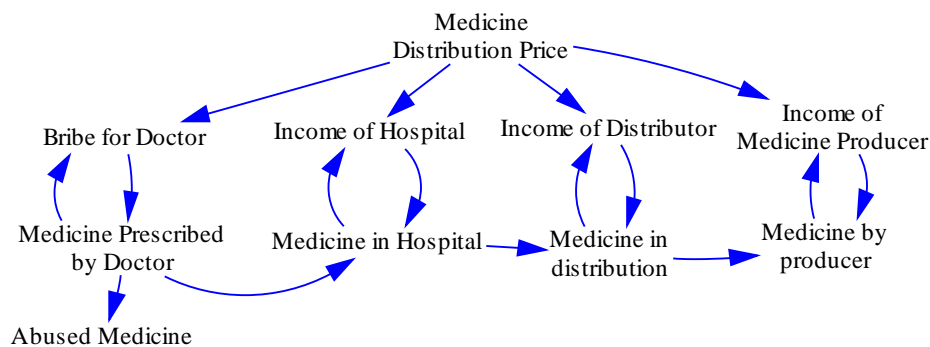 Medicine
Distribution Price
Bribe for Doctor
Income of Hospital
Income of Distributor
Income of
Medicine Producer
Medicine Prescribed
by Doctor
Medicine in Hospital
Medicine in
distribution
Medicine by
producer
Abused Medicine